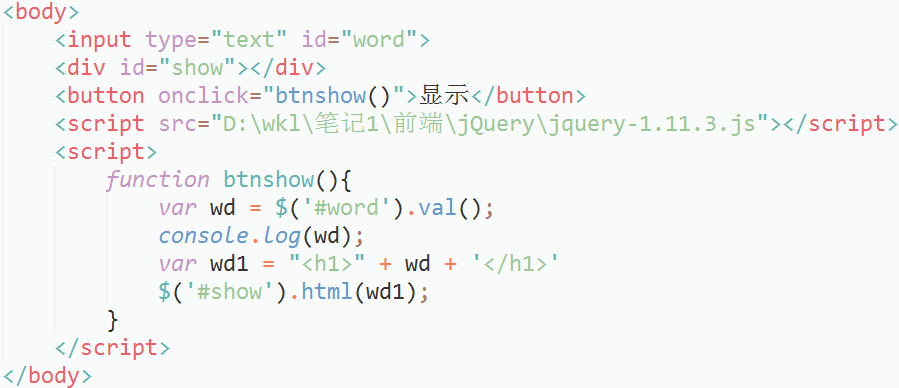 <body>
    <input type="text" id="word">
    <div id="show"></div>
    <button onclick="btnshow()">显示</button>
    <script src="D:\wkl\笔记1\前端\jQuery\jquery-1.11.3.js"></script>
    <script>
        function btnshow(){
            var wd = $('#word').val();
            console.log(wd);
            var wd1 = "<h1>" + wd + '</h1>'
            $('#show').html(wd1);
        }
    </script>
</body>